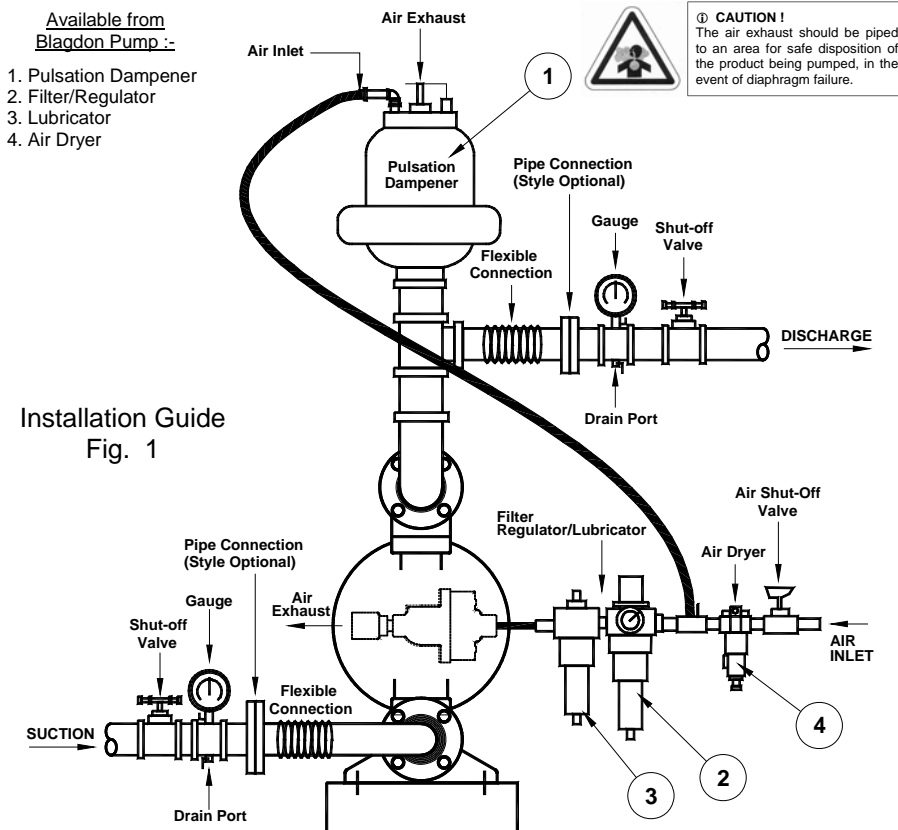 Available from
Blagdon Pump :-
1. Pulsation Dampener
2. Filter/Regulator
3. Lubricator
4. Air Dryer
Air Exhaust
Air Inlet
1
ⓘ CAUTION !
The air exhaust should be piped
to an area for safe disposition of
the product being pumped, in the
event of diaphragm failure.
Pulsation
Dampener
Pipe Connection
(Style Optional)
Gauge
Shut-off
Valve
Flexible
Connection
DISCHARGE
Drain Port
Installation Guide
Fig. 1
Filter
Regulator/Lubricator
Air Shut-Off
Valve
Air Dryer
Pipe Connection
(Style Optional)
Air
Exhaust
Gauge
Shut-off
Valve
Flexible
Connection
AIR
INLET
SUCTION
4
2
3
Drain Port